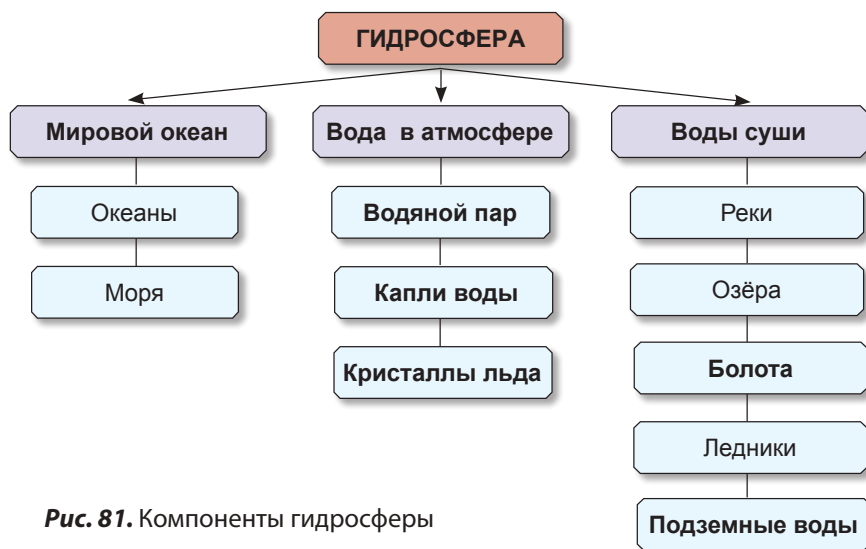 ГИДРОСФЕРА
Мировой океан
Океаны
Моря
Вода в атмосфере
Водяной пар
Капли воды
Кристаллы льда
Воды суши
Реки
Озёра
Болота
Ледники
Подземные воды
Рис. 81. Компоненты гидросферы